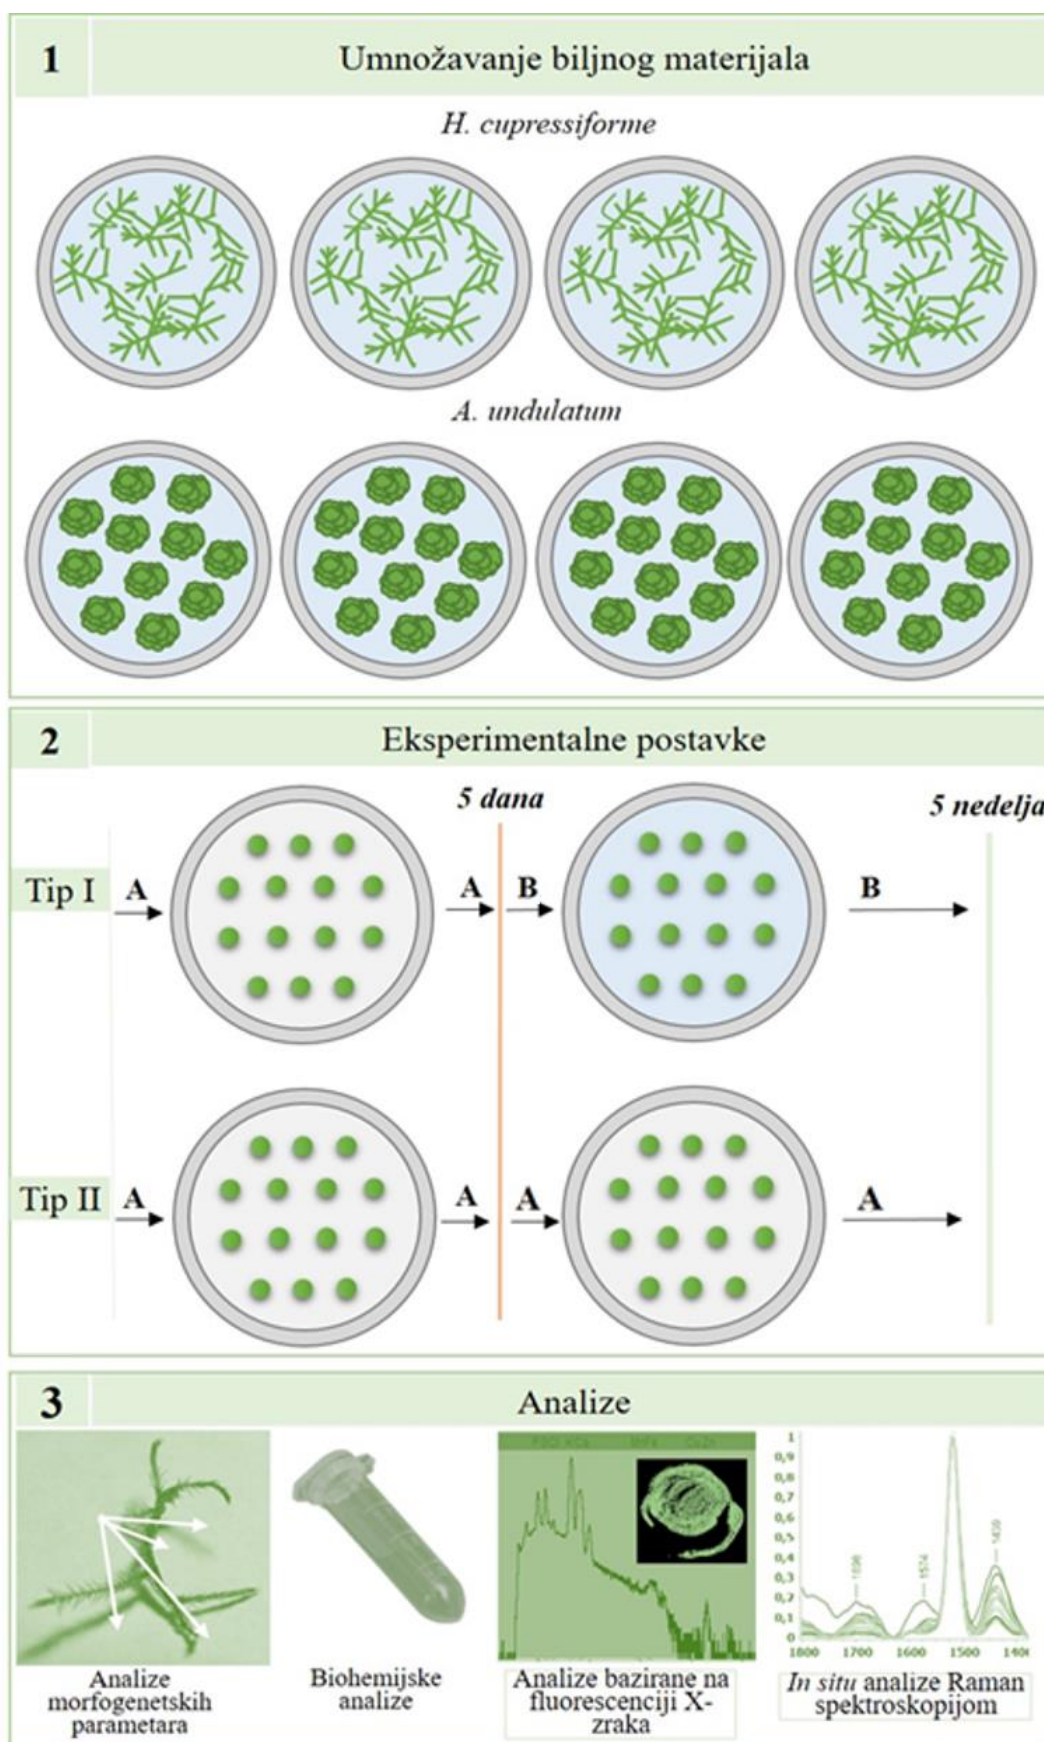 1
Umnožavanje biljnog materijala
H. cupressiforme
A. undulatum
2
Eksperimentalne postavke
5 dana
5 nedelja
Tip I
A
A
B
B
Tip II
A
A
A
A
3
Analize
1
0,9
0,8
0,7
0,6
0,5
0,4
0,3
0,2
0,1
0
1574
1439
1800
1700
1600
1500
Analize
morfogenetskih
parametara
Biohemijske
analize
Analize bazirane na
fluorescenciji X-
zraka
In situ analize Raman
spektroskopijom